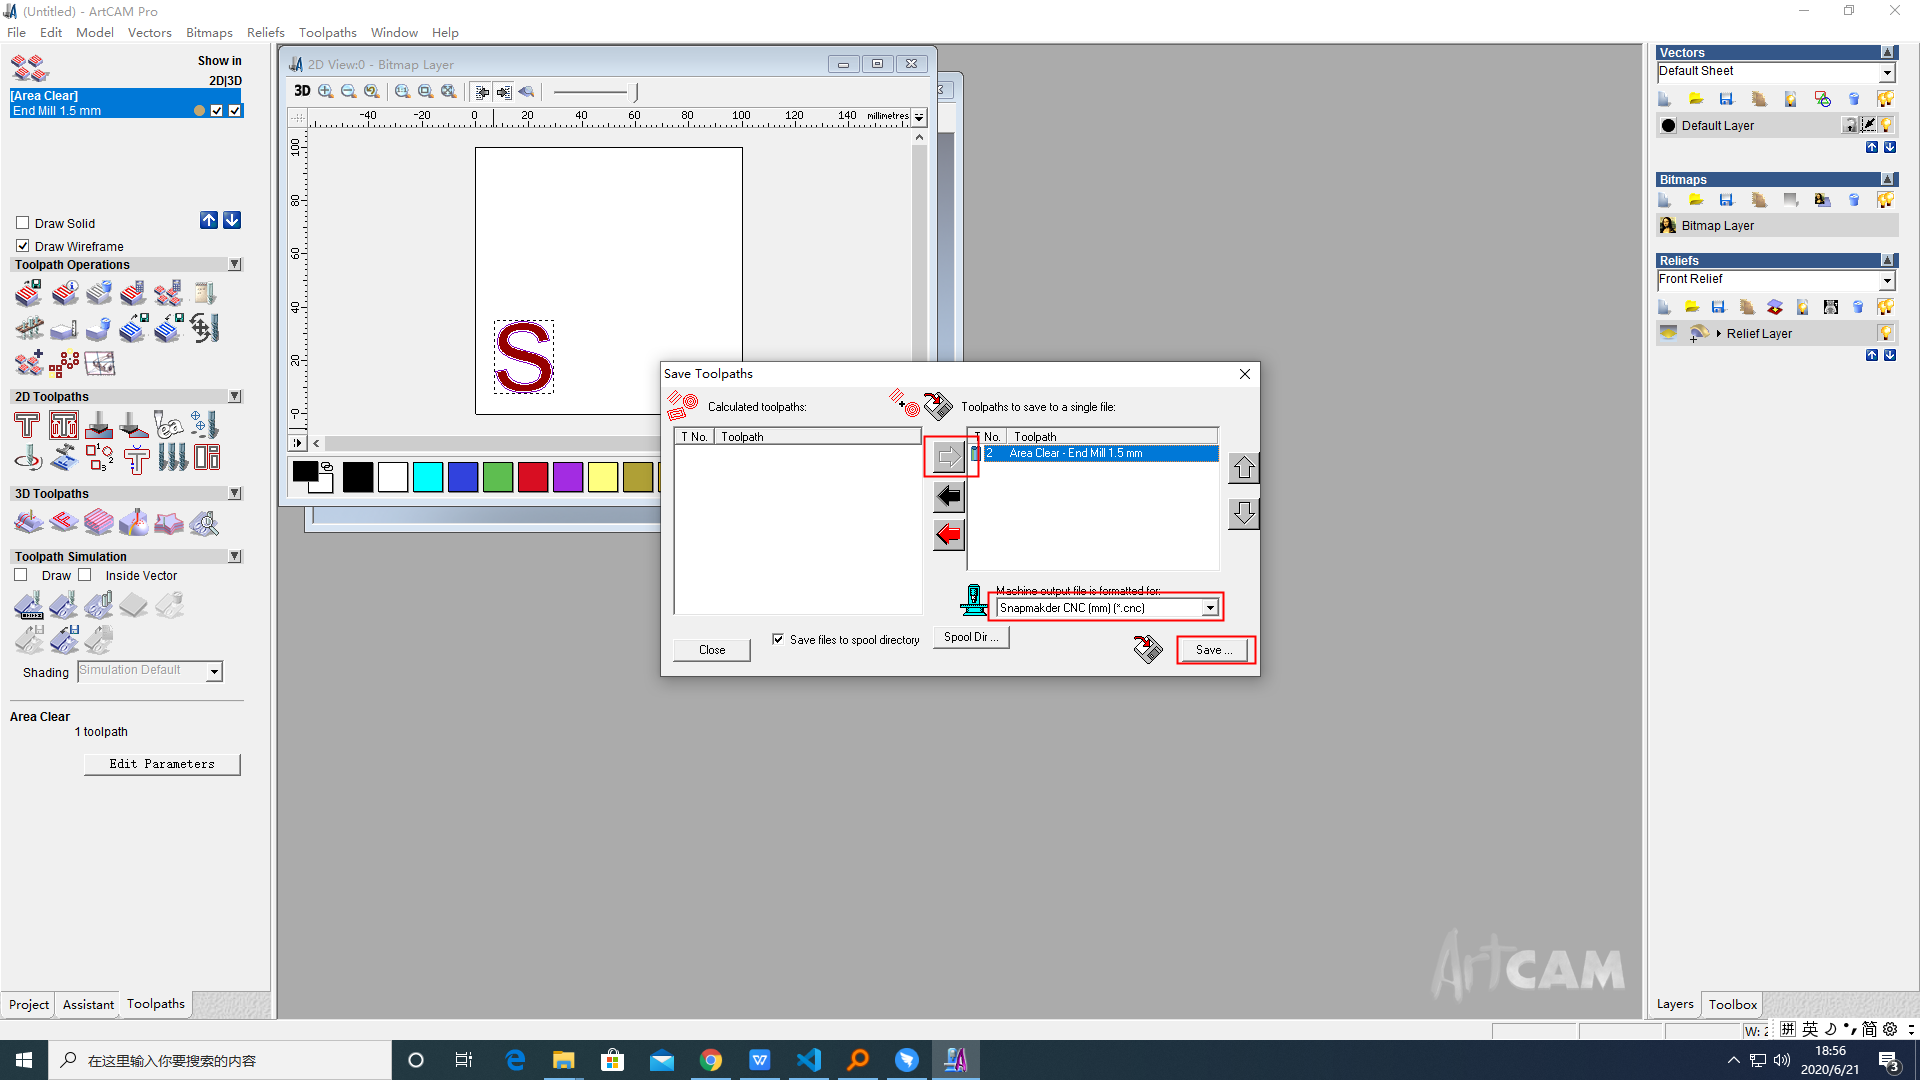 (Untitled) - ArtCAM Pro
File Edit Model Vectors Bitmaps Reliefs Toolpaths Window Help
Show in
2D|3D
[Area Clear]
End Mill 1.5 mm
Draw Solid
Draw Wireframe
Toolpath Operations
2D Toolpaths
3D Toolpaths
Toolpath Simulation
Draw Inside Vector
Shading Simulation Default
Area Clear
1 toolpath
Edit Parameters
Project Assistant Toolpaths
2D View:0 - Bitmap Layer
3D
-40 -20 0 20 40 60 80 100 120 140 millimetres
100
80
60
40
20
-0
S
Save Toolpaths
Calculated toolpaths:
T No. Toolpath
Toolpaths to save to a single file:
T No. Toolpath
2 Area Clear - End Mill 1.5 mm
Machine output file is formatted for:
Snapmakder CNC (mm) (*.cnc)
Close
Save files to spool directory
Spool Dir ...
Save ...
ArtCAM
Vectors
Default Sheet
Default Layer
Bitmaps
Bitmap Layer
Reliefs
Front Relief
Relief Layer
Layers Toolbox
W: 2
拼 英 简
在这里输入你要搜索的内容
18:56
2020/6/21
3